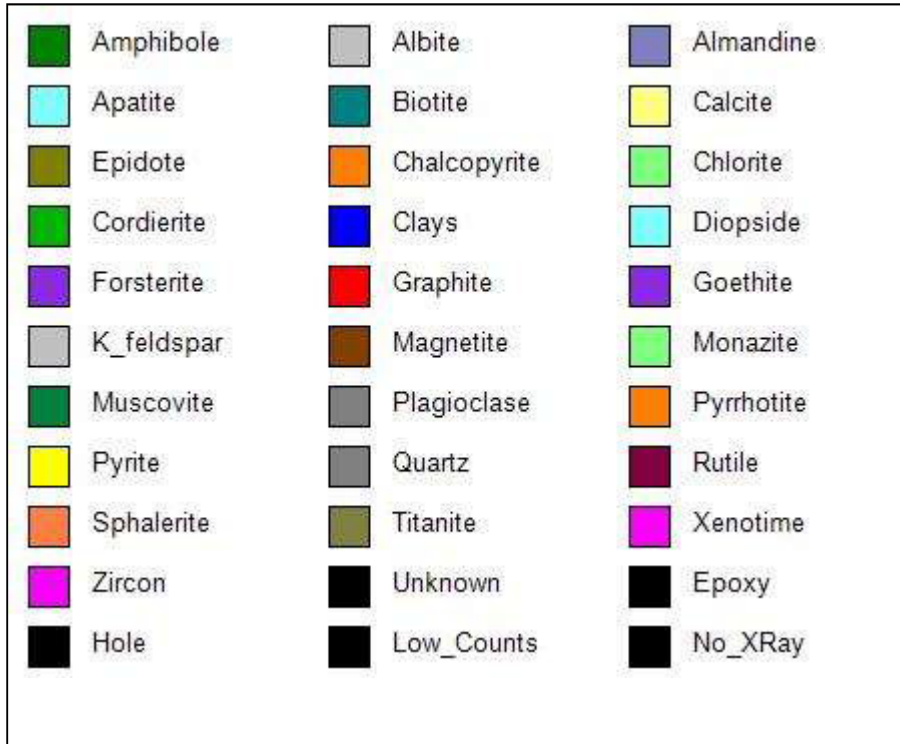 Amphibole Albite Almandine
Apatite Biotite Calcite
Epidote Chalcopyrite Chlorite
Cordierite Clays Diopside
Forsterite Graphite Goethite
K_feldspar Magnetite Monazite
Muscovite Plagioclase Pyrrhotite
Pyrite Quartz Rutile
Sphalerite Titanite Xenotime
Zircon Unknown Epoxy
Hole Low_Counts No_XRay